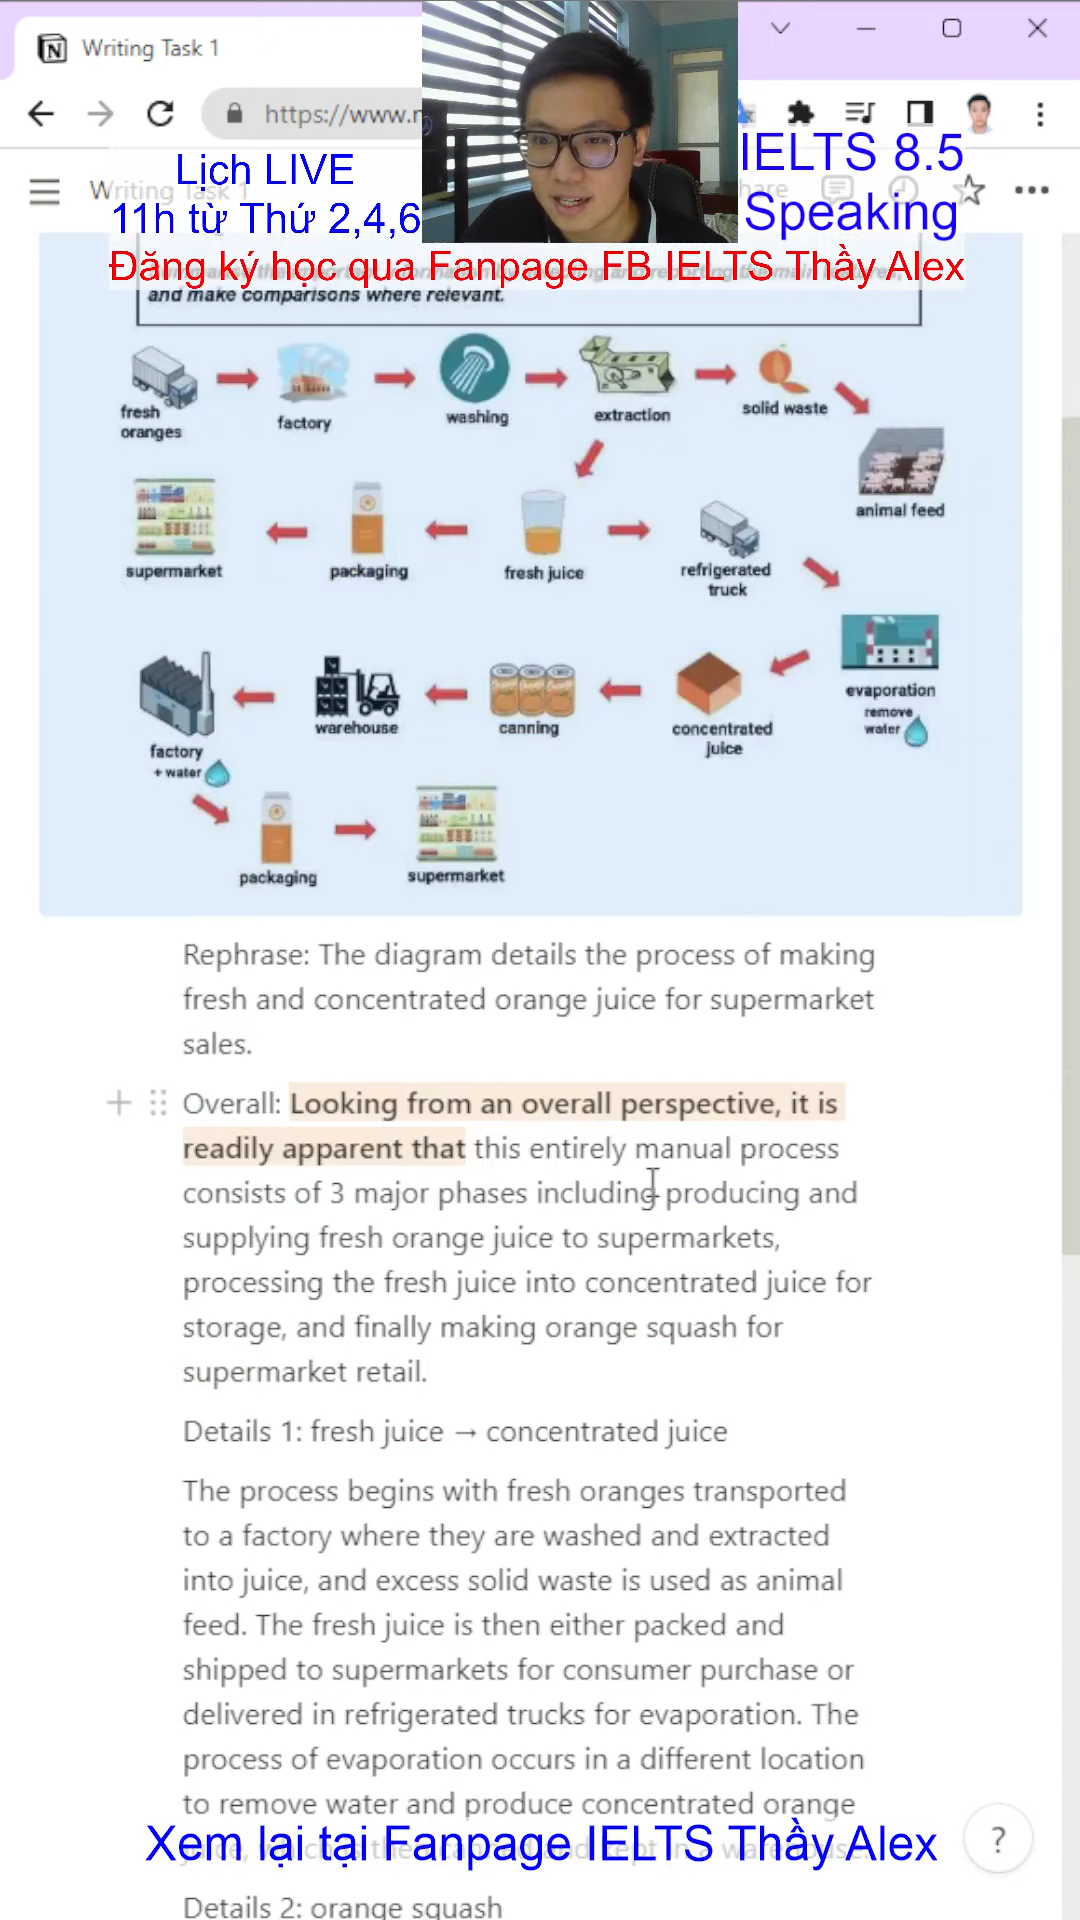 Writing Task 1
https://www.n
IELTS 8.5
Lịch LIVE
Writing Task 1
hare
11h từ Thứ 2,4,6
Speaking
Đăng ký học qua Fanpage FB IELTS Thầy Alex
and make comparisons where relevant.
fresh oranges
factory
washing
extraction
solid waste
animal feed
supermarket
packaging
fresh juice
refrigerated truck
evaporation
remove water
concentrated juice
canning
warehouse
factory
+ water
packaging
supermarket
Rephrase: The diagram details the process of making
fresh and concentrated orange juice for supermarket
sales.
Overall: Looking from an overall perspective, it is
readily apparent that this entirely manual process
consists of 3 major phases including producing and
supplying fresh orange juice to supermarkets,
processing the fresh juice into concentrated juice for
storage, and finally making orange squash for
supermarket retail.
Details 1: fresh juice → concentrated juice
The process begins with fresh oranges transported
to a factory where they are washed and extracted
into juice, and excess solid waste is used as animal
feed. The fresh juice is then either packed and
shipped to supermarkets for consumer purchase or
delivered in refrigerated trucks for evaporation. The
process of evaporation occurs in a different location
to remove water and produce concentrated orange
Xem lại tại Fanpage IELTS Thầy Alex
?
Details 2: orange squash